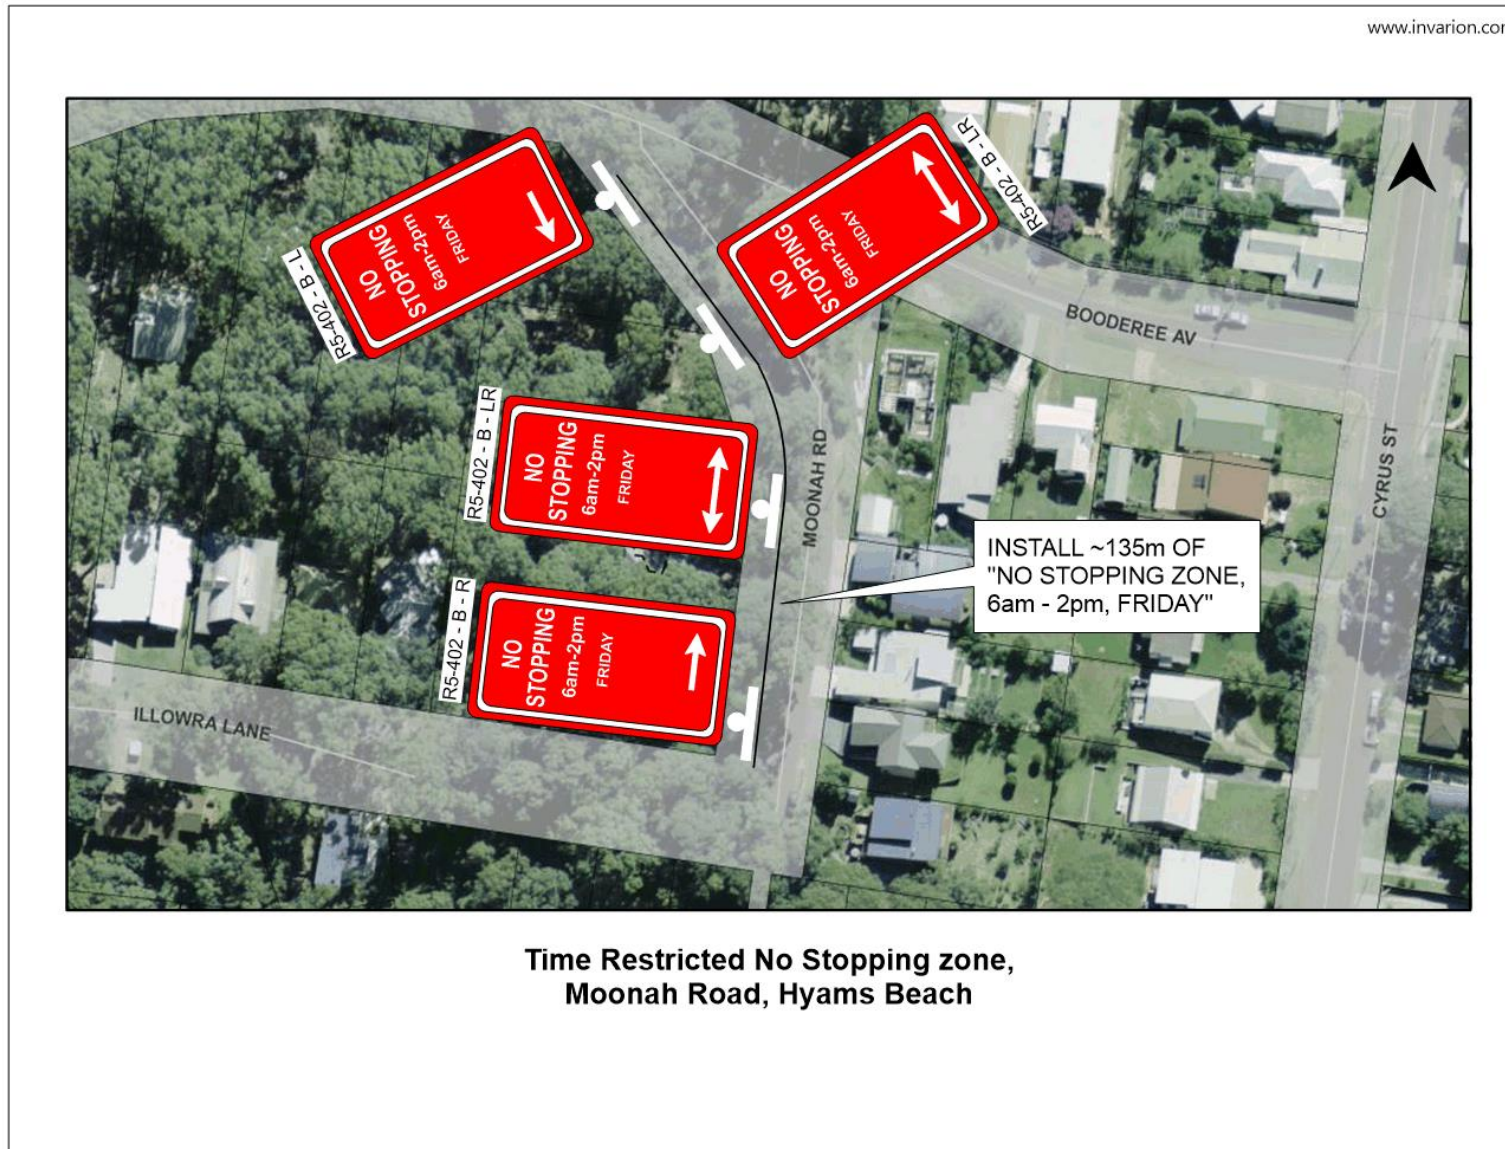 www.invarion.com
NO
STOPPING
6am-2pm
FRIDAY
R5-402 - B - L
NO
STOPPING
6am-2pm
FRIDAY
R5-402 - B - LR
BOODEREE AV
NO
STOPPING
6am-2pm
FRIDAY
R5-402 - B - LR
MOONAH RD
CYRUS ST
INSTALL ~135m OF
"NO STOPPING ZONE,
6am - 2pm, FRIDAY"
NO
STOPPING
6am-2pm
FRIDAY
R5-402 - B - R
ILLOWRA LANE
Time Restricted No Stopping zone,
Moonah Road, Hyams Beach